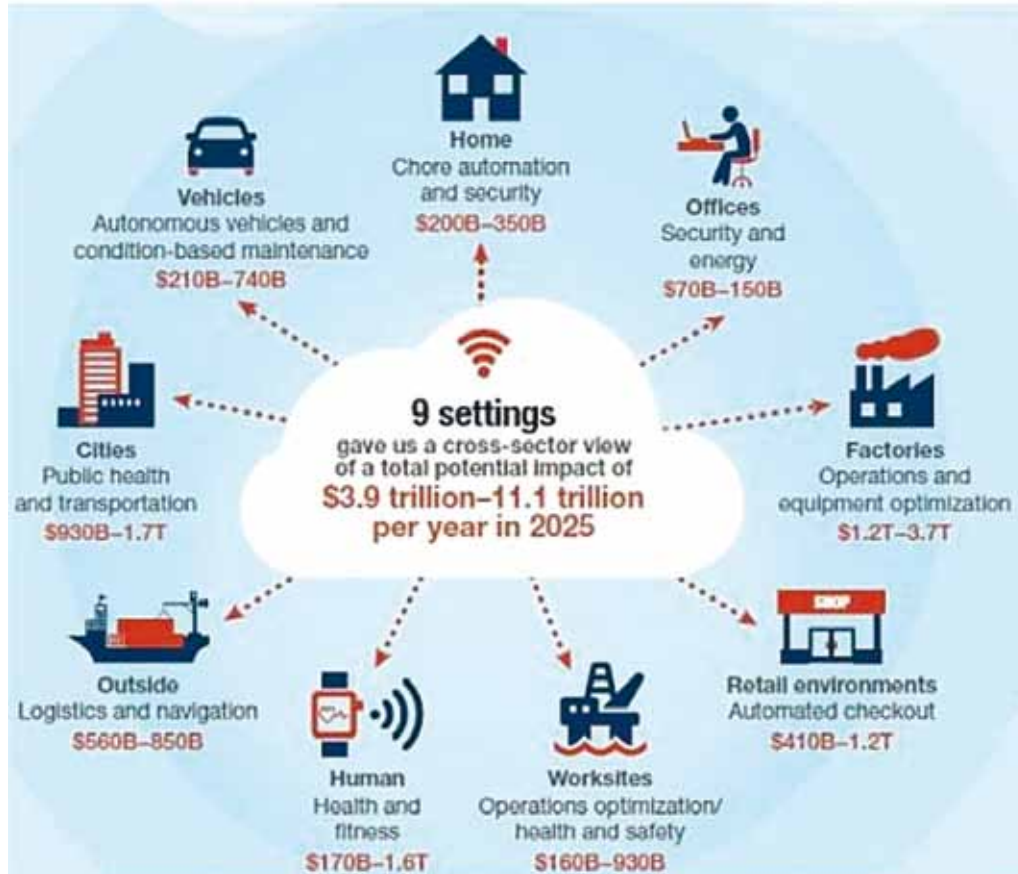 Home
Chore automation
and security
$200B–350B
Vehicles
Autonomous vehicles and
condition-based maintenance
$210B–740B
Offices
Security and
energy
$70B–150B
9 settings
gave us a cross-sector view
of a total potential impact of
$3.9 trillion–11.1 trillion
per year in 2025
Cities
Public health
and transportation
$930B–1.7T
Factories
Operations and
equipment optimization
$1.2T–3.7T
Outside
Logistics and navigation
$560B–850B
SHOP
Retail environments
Automated checkout
$410B–1.2T
Human
Health and
fitness
$170B–1.6T
Worksites
Operations optimization/
health and safety
$160B–930B